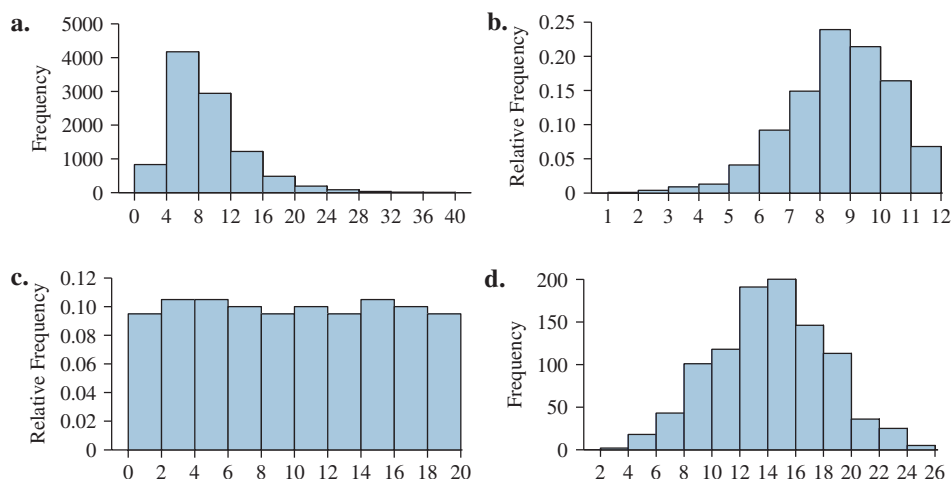 a.
Frequency
5000
4000
3000
2000
1000
0
0 4 8 12 16 20 24 28 32 36 40
b.
Relative Frequency
0.25
0.20
0.15
0.10
0.05
0
1 2 3 4 5 6 7 8 9 10 11 12
c.
Relative Frequency
0.12
0.10
0.08
0.06
0.04
0.02
0
0 2 4 6 8 10 12 14 16 18 20
d.
Frequency
200
150
100
50
0
2 4 6 8 10 12 14 16 18 20 22 24 26